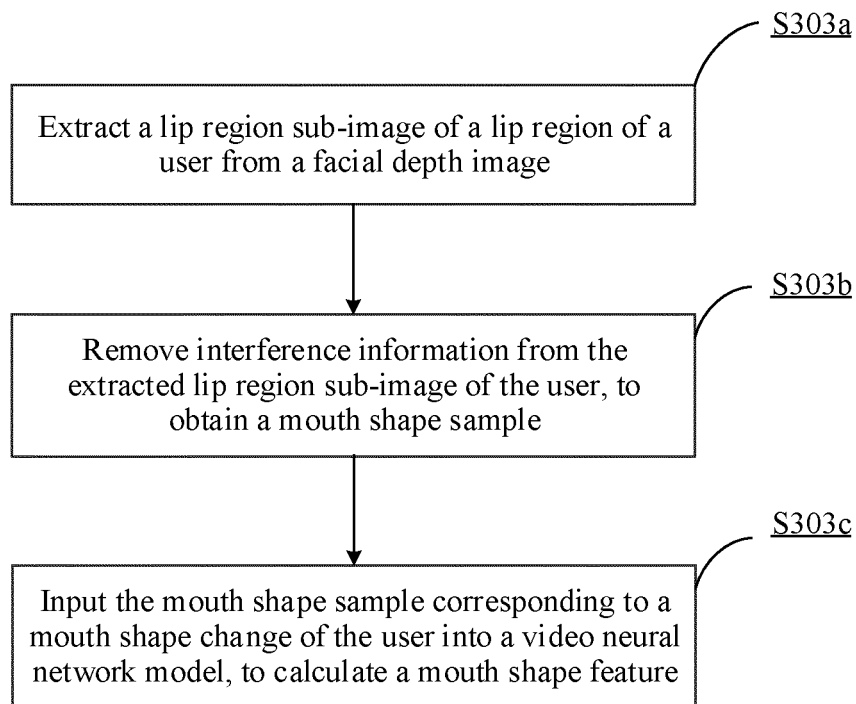 S303a
Extract a lip region sub-image of a lip region of a
user from a facial depth image
S303b
Remove interference information from the
extracted lip region sub-image of the user, to
obtain a mouth shape sample
S303c
Input the mouth shape sample corresponding to a
mouth shape change of the user into a video neural
network model, to calculate a mouth shape feature